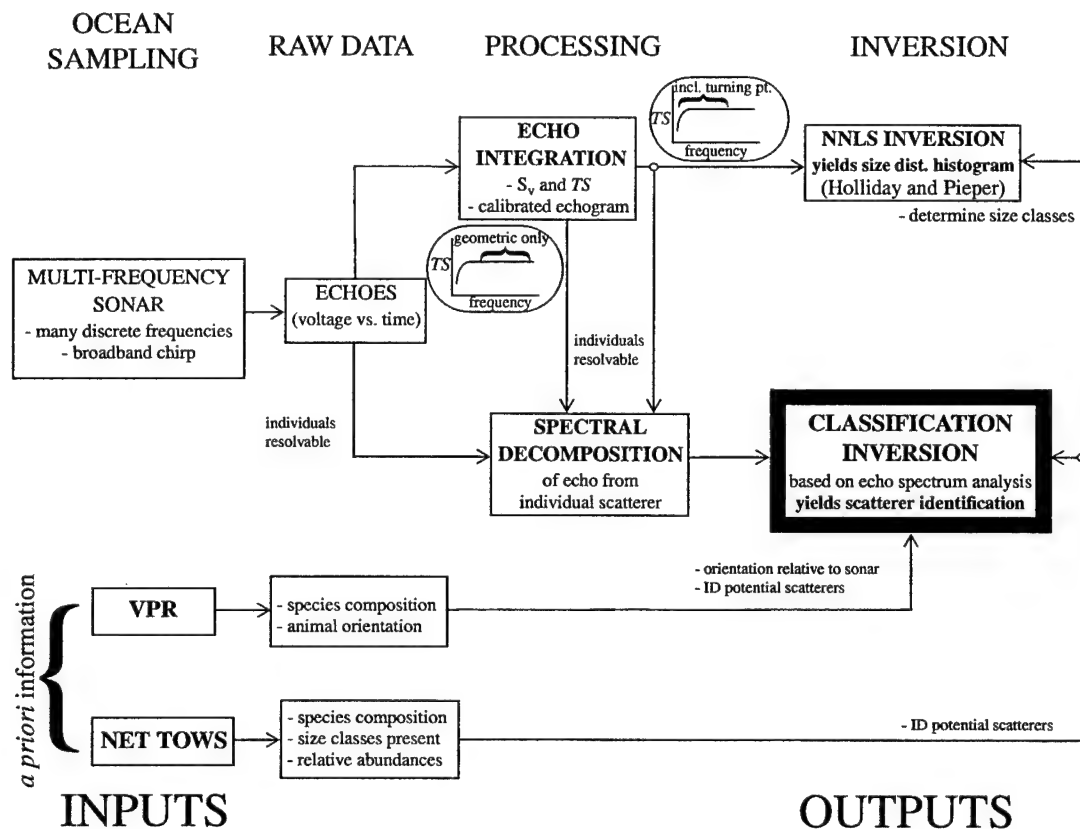 OCEAN
SAMPLING
RAW DATA
PROCESSING
INVERSION
incl. turning pt.
TS
frequency
ECHO
INTEGRATION
- Sv and TS
- calibrated echogram
NNLS INVERSION
yields size dist. histogram
(Holliday and Pieper)
- determine size classes
geometric only
TS
frequency
MULTI-FREQUENCY
SONAR
- many discrete frequencies
- broadband chirp
ECHOES
(voltage vs. time)
individuals
resolvable
individuals
resolvable
SPECTRAL
DECOMPOSITION
of echo from
individual scatterer
CLASSIFICATION
INVERSION
based on echo spectrum analysis
yields scatterer identification
- orientation relative to sonar
- ID potential scatterers
a priori information
VPR
- species composition
- animal orientation
NET TOWS
- species composition
- size classes present
- relative abundances
- ID potential scatterers
INPUTS
OUTPUTS